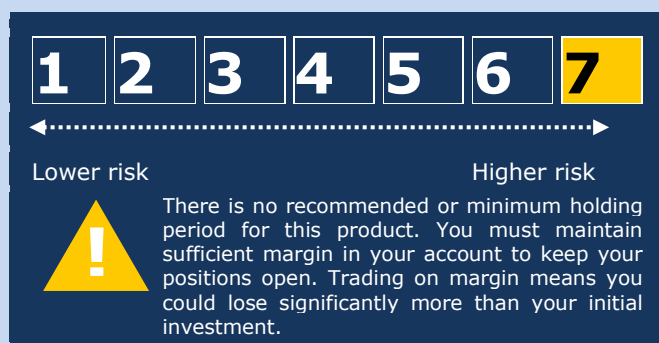 1 2 3 4 5 6 7
Lower risk Higher risk
!
There is no recommended or minimum holding
period for this product. You must maintain
sufficient margin in your account to keep your
positions open. Trading on margin means you
could lose significantly more than your initial
investment.